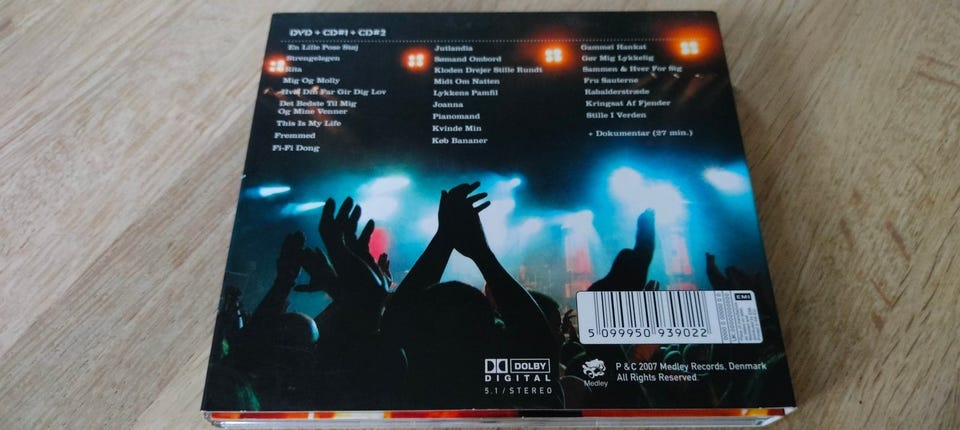 DVD + CD#1 + CD#2
En Lille Pose Støj
Strengelegen
Rita
Mig Og Molly
Hva' Din Far Gir Dig Lov
Det Bedste Til Mig
Og Mine Venner
This Is My Life
Fremmed
Fi-Fi Dong
Jutlandia
Sømand Ombord
Kloden Drejer Stille Rundt
Midt Om Natten
Lykkens Pamfil
Joanna
Pianomand
Kvinde Min
Køb Bananer
Gammel Hankat
Gør Mig Lykkelig
Sammen & Hver For Sig
Fru Sauterne
Rabalderstræde
Kringsat Af Fjender
Stille I Verden
+ Dokumentar (27 min.)
5 099950 939022
EMI
DOLBY
DIGITAL
5.1 / STEREO
Medley
P & C 2007 Medley Records. Denmark
All Rights Reserved.